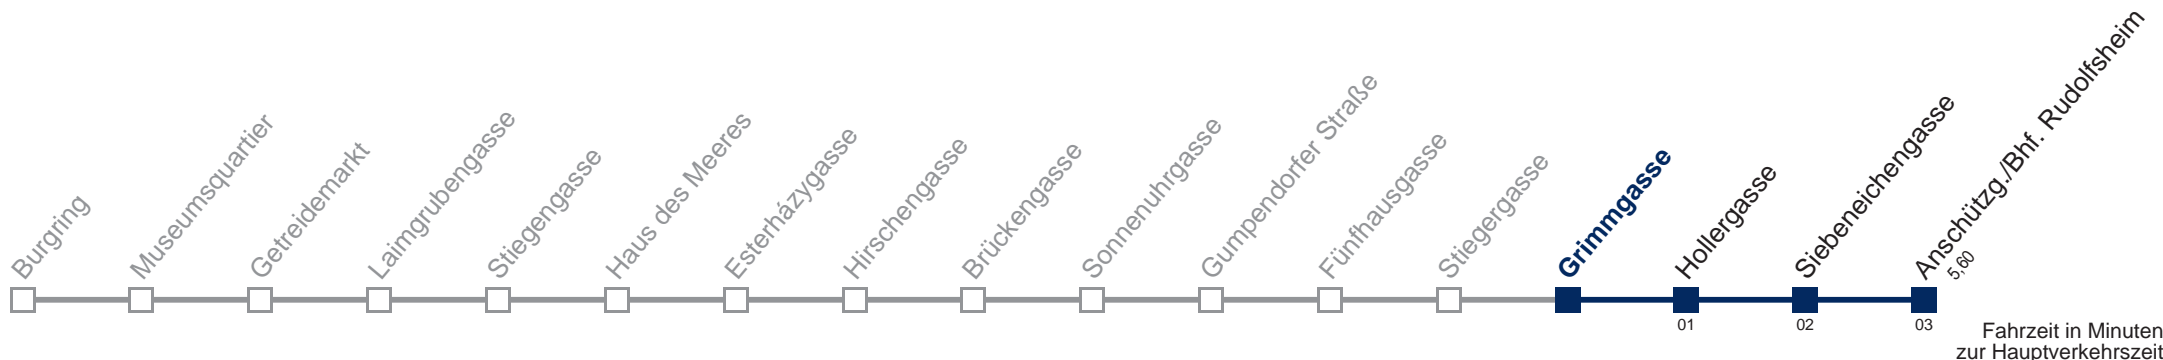 Burgring
Museumsquartier
Getreidemarkt
Laimgrubengasse
Stiegengasse
Haus des Meeres
Esterházygasse
Hirschengasse
Brückengasse
Sonnenuhrgasse
Gumpendorfer Straße
Fünfhausgasse
Stiegergasse
Grimmgasse
Hollergasse
Siebeneichengasse
Anschützg./Bhf. Rudolfsheim
5,60
01
02
03
Fahrzeit in Minuten
zur Hauptverkehrszeit